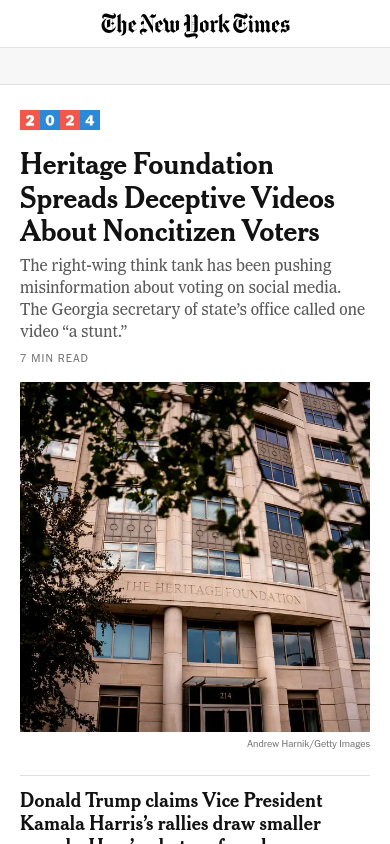 The New York Times
2024
Heritage Foundation
Spreads Deceptive Videos
About Noncitizen Voters
The right-wing think tank has been pushing
misinformation about voting on social media.
The Georgia secretary of state’s office called one
video “a stunt.”
7 MIN READ
THE HERITAGE FOUNDATION
214
Andrew Harnik/Getty Images
Donald Trump claims Vice President
Kamala Harris’s rallies draw smaller